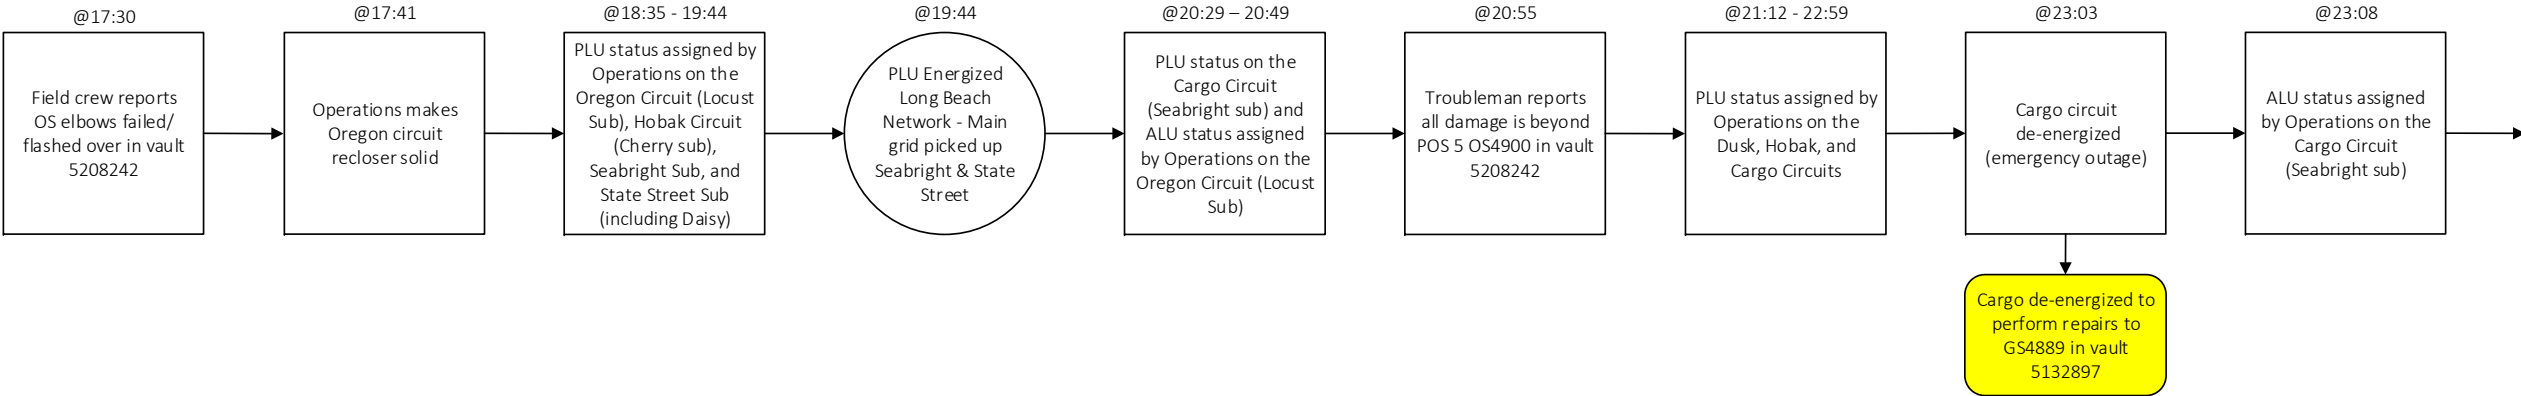 @17:30
Field crew reports
OS elbows failed/
flashed over in vault
5208242
@17:41
Operations makes
Oregon circuit
recloser solid
@18:35 - 19:44
PLU status assigned by
Operations on the
Oregon Circuit (Locust
Sub), Hobak Circuit
(Cherry sub),
Seabright Sub, and
State Street Sub
(including Daisy)
@19:44
PLU Energized
Long Beach
Network - Main
grid picked up
Seabright & State
Street
@20:29 – 20:49
PLU status on the
Cargo Circuit
(Seabright sub) and
ALU status assigned
by Operations on the
Oregon Circuit (Locust
Sub)
@20:55
Troubleman reports
all damage is beyond
POS 5 OS4900 in vault
5208242
@21:12 - 22:59
PLU status assigned by
Operations on the
Dusk, Hobak, and
Cargo Circuits
@23:03
Cargo circuit
de-energized
(emergency outage)
Cargo de-energized to
perform repairs to
GS4889 in vault
5132897
@23:08
ALU status assigned
by Operations on the
Cargo Circuit
(Seabright sub)